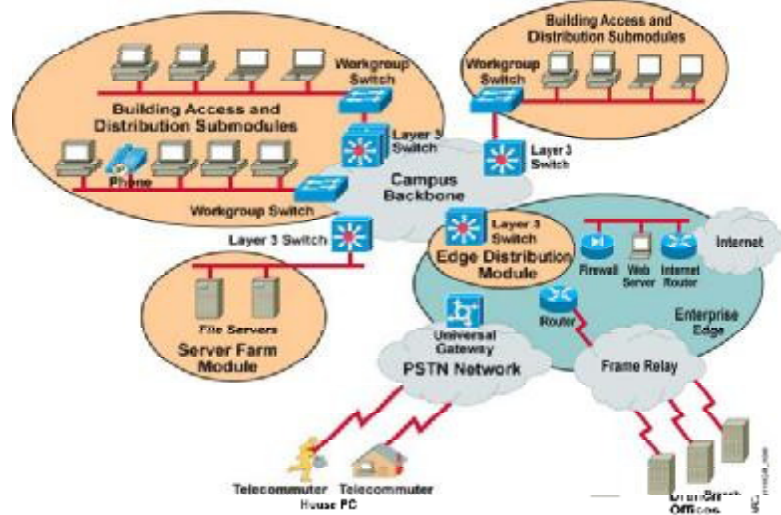 Building Access and
Distribution Submodules
Workgroup
Switch
Building Access and
Distribution Submodules
Workgroup
Switch
Layer 3
Switch
Layer 3
Switch
Phone
Campus
Backbone
Workgroup Switch
Layer 3 Switch
Layer 3
Switch
Edge Distribution
Module
Firewall
Web
Server
Internet
Router
Internet
File Servers
Server Farm
Module
Universal
Gateway
Router
Enterprise
Edge
PSTN Network
Frame Relay
Telecommuter
House PC
Telecommuter
Offices